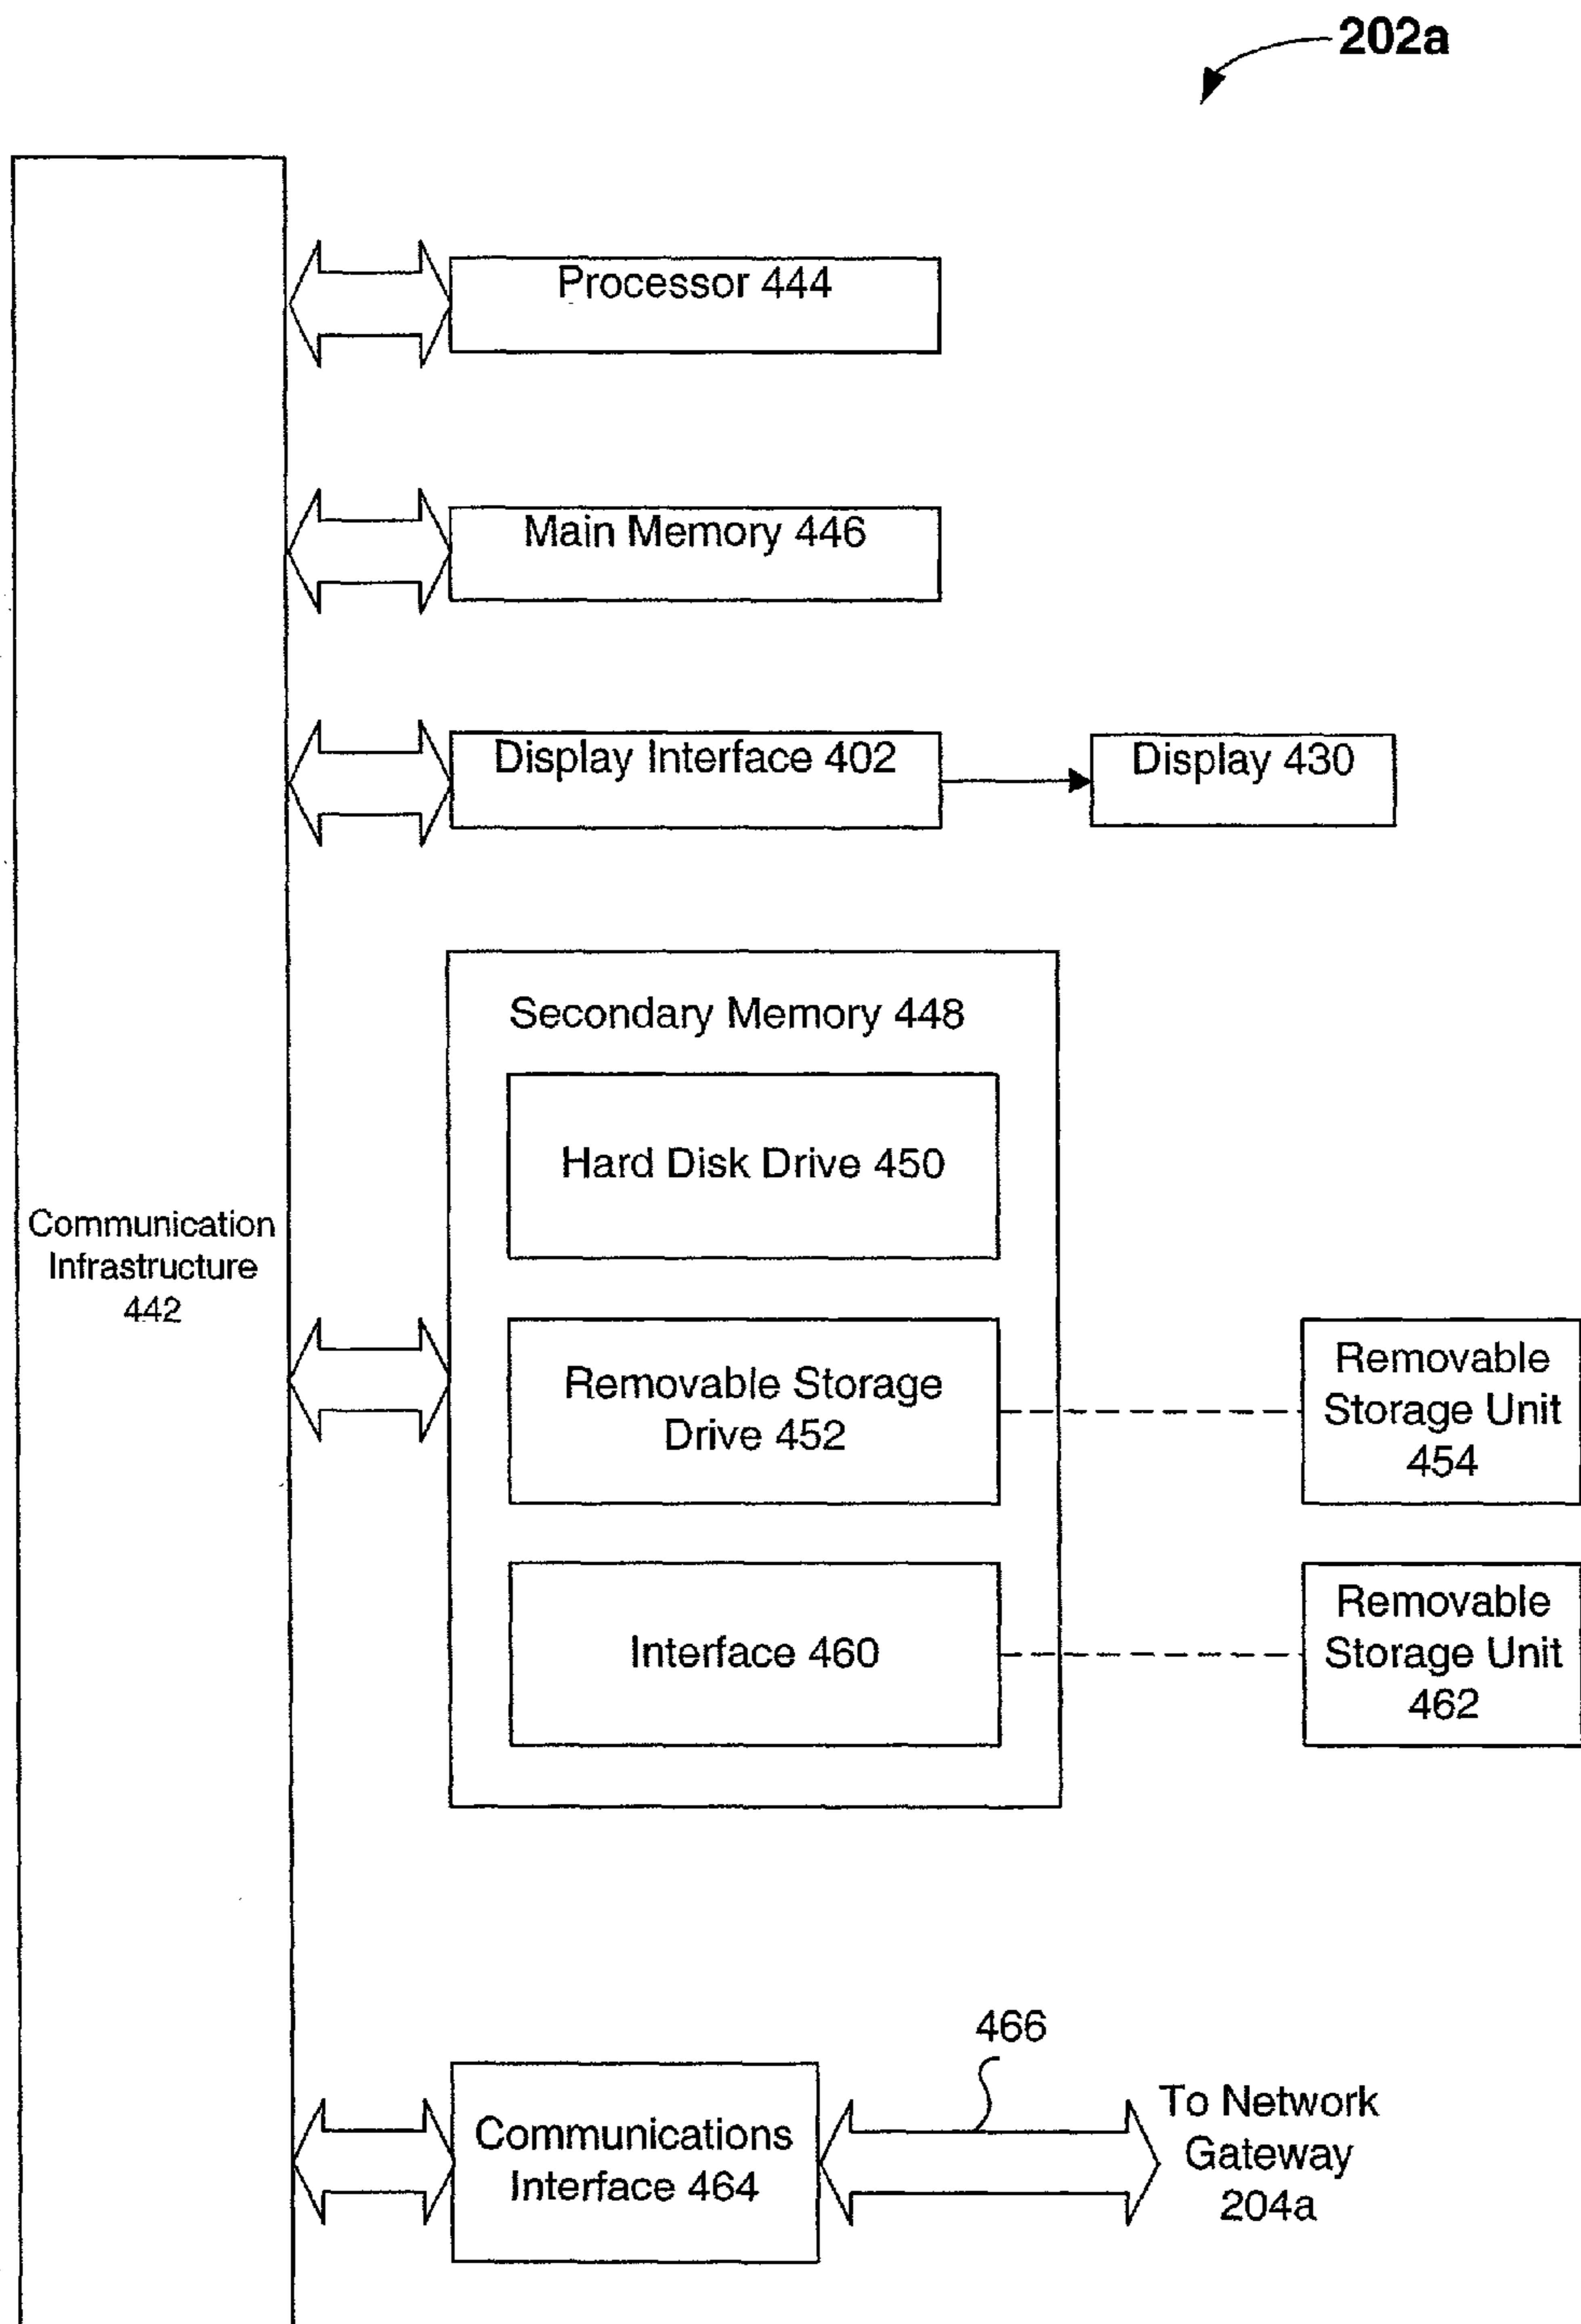 202a
Processor 444
Main Memory 446
Display Interface 402
Display 430
Secondary Memory 448
Hard Disk Drive 450
Communication
Infrastructure
442
Removable Storage
Drive 452
Removable
Storage Unit
454
Interface 460
Removable
Storage Unit
462
466
Communications
Interface 464
To Network
Gateway
204a